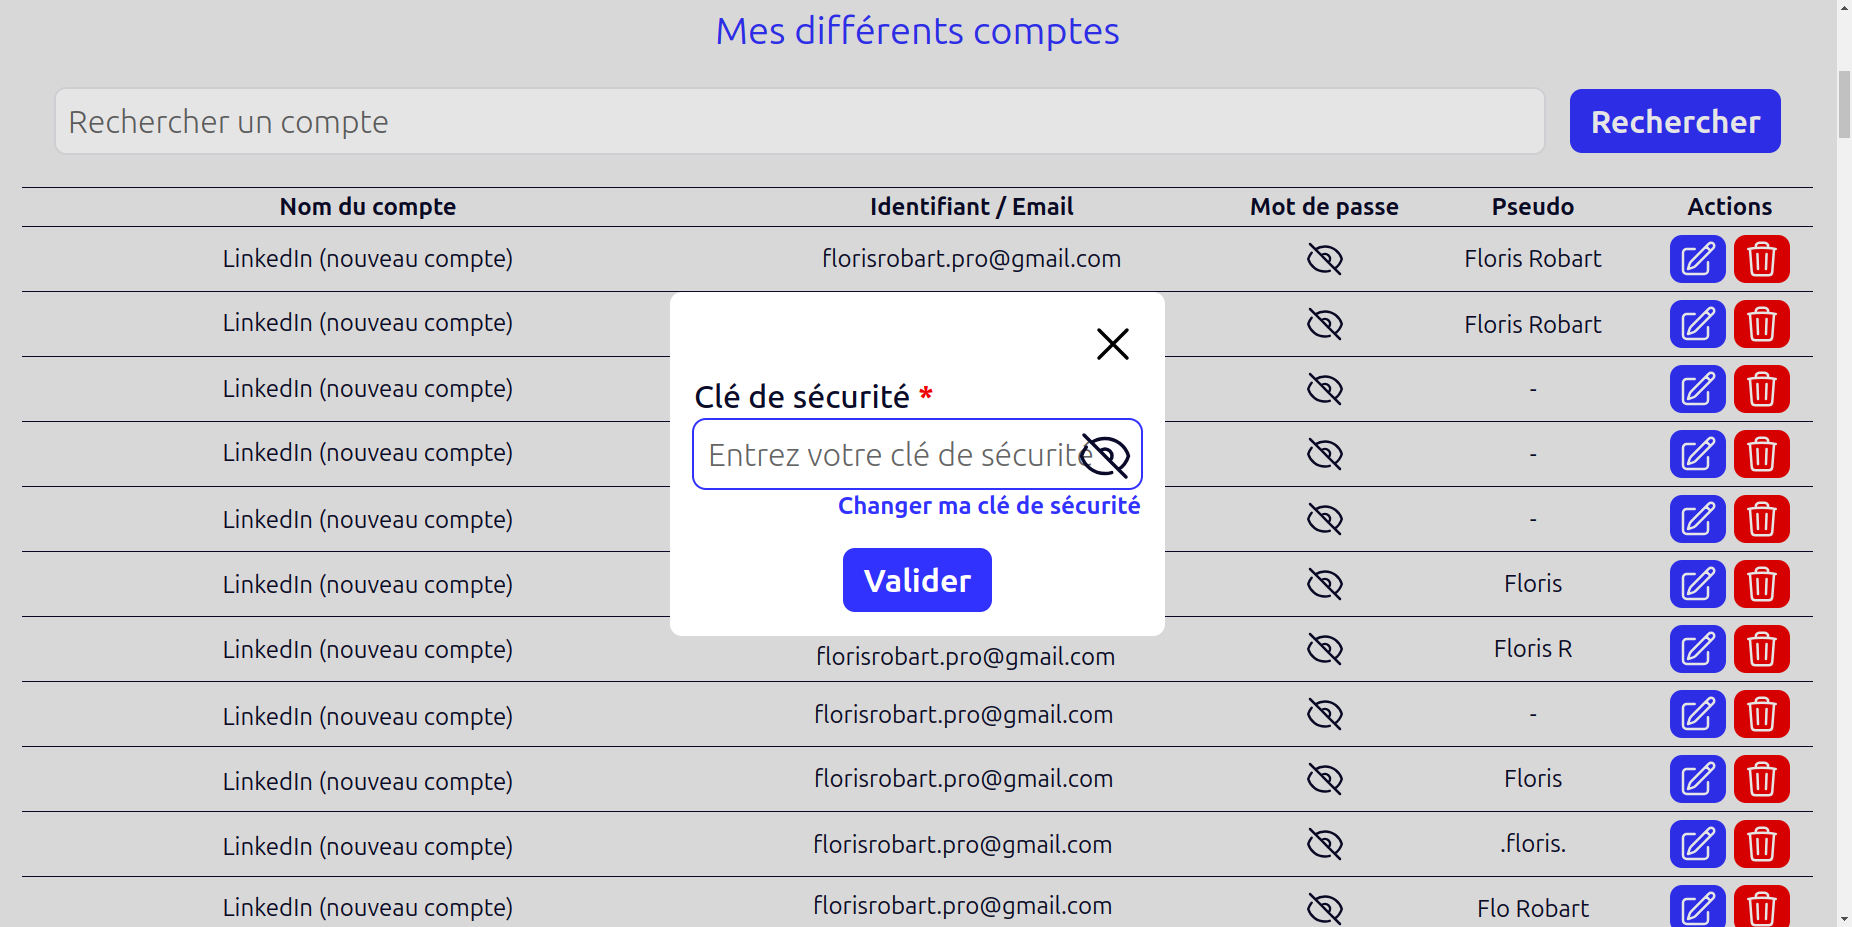 Mes différents comptes
Rechercher un compte
Rechercher
Nom du compte Identifiant / Email Mot de passe Pseudo Actions
LinkedIn (nouveau compte) florisrobart.pro@gmail.com Floris Robart
LinkedIn (nouveau compte) Floris Robart
LinkedIn (nouveau compte) -
LinkedIn (nouveau compte) -
LinkedIn (nouveau compte) -
LinkedIn (nouveau compte) Floris
LinkedIn (nouveau compte) florisrobart.pro@gmail.com Floris R
LinkedIn (nouveau compte) florisrobart.pro@gmail.com -
LinkedIn (nouveau compte) florisrobart.pro@gmail.com Floris
LinkedIn (nouveau compte) florisrobart.pro@gmail.com .floris.
LinkedIn (nouveau compte) florisrobart.pro@gmail.com Flo Robart
Clé de sécurité *
Entrez votre clé de sécurité
Changer ma clé de sécurité
Valider